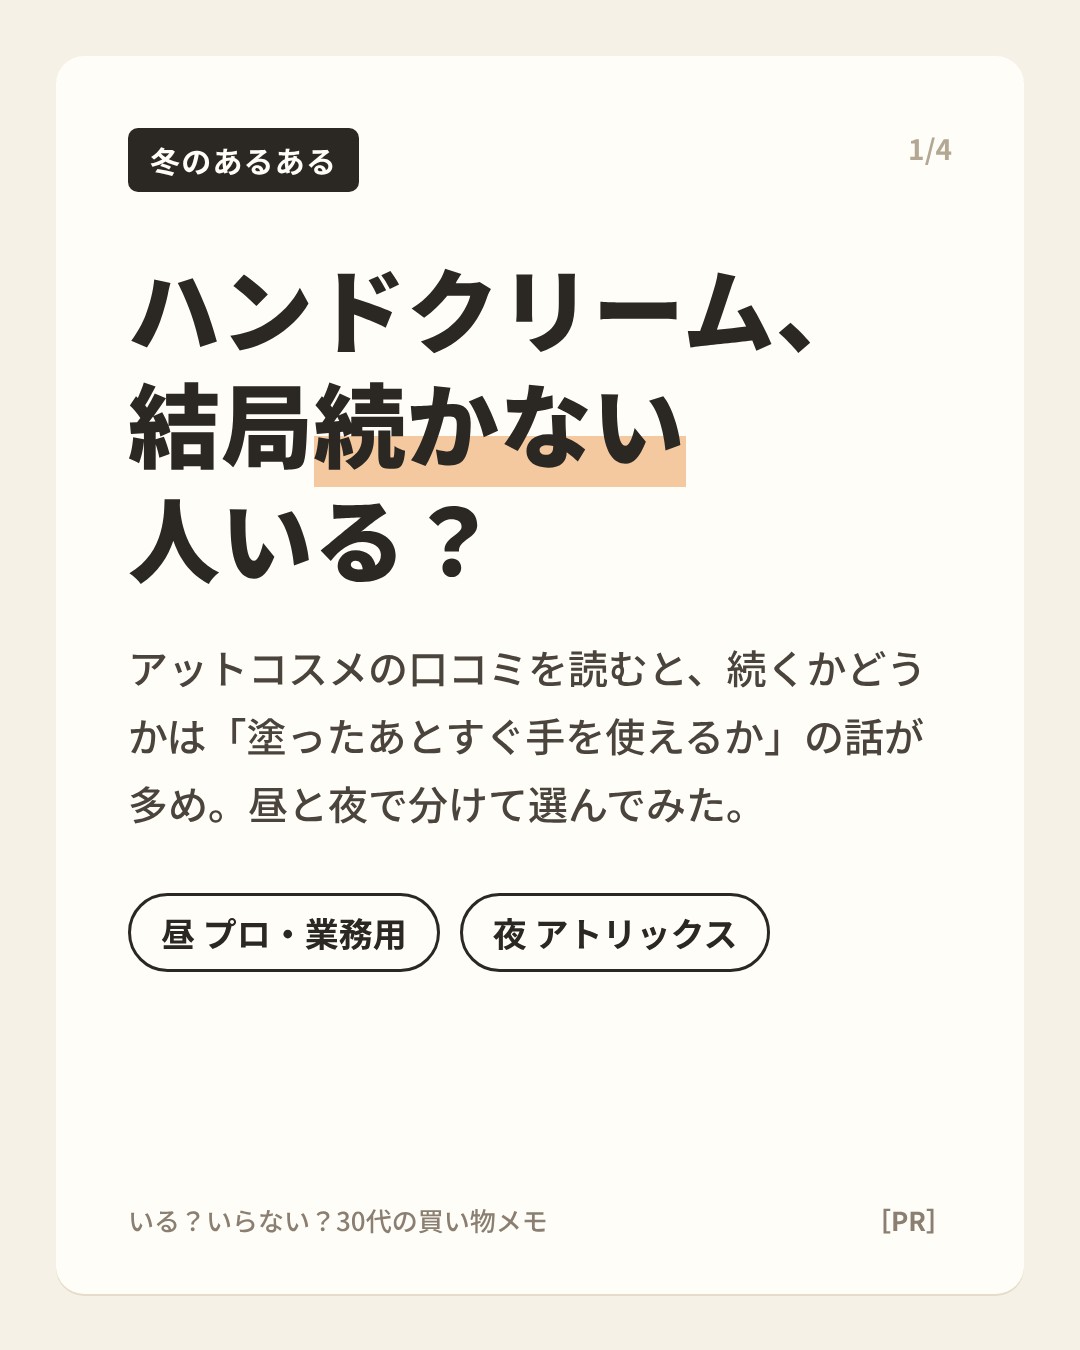 冬のあるある
1/4
ハンドクリーム、
結局続かない
人いる？
アットコスメの口コミを読むと、続くかどう
かは「塗ったあとすぐ手を使えるか」の話が
多め。昼と夜で分けて選んでみた。
昼 プロ・業務用
夜 アトリックス
いる？いらない？30代の買い物メモ
[PR]